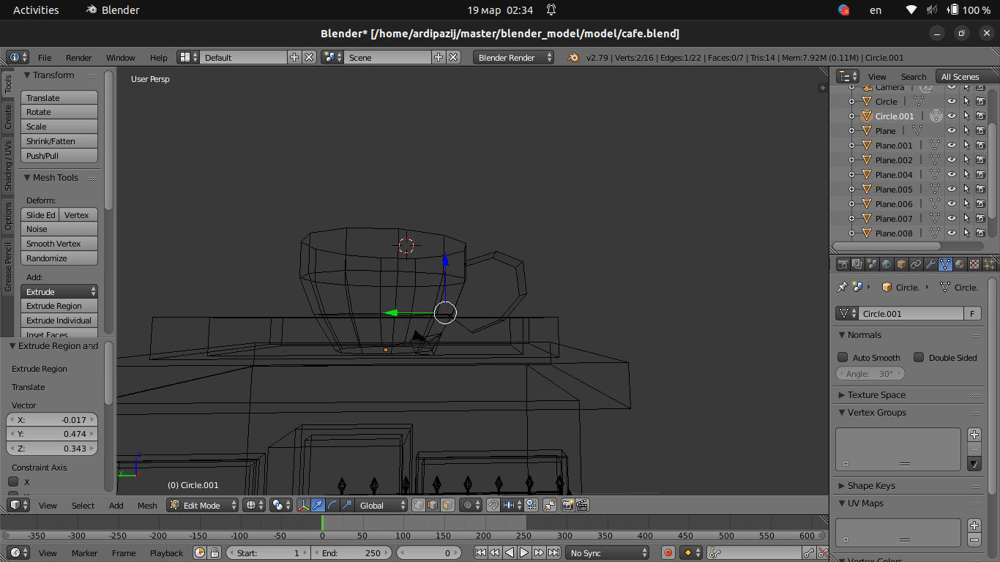 Activities Blender 19 мар 02:34 en 100 %
Blender* [/home/ardipazij/master/blender_model/model/cafe.blend]
File Render Window Help Default Scene Blender Render v2.79 | Verts:2/16 | Edges:1/22 | Faces:0/7 | Tris:14 | Mem:7.92M (0.11M) | Circle.001
Tools
Create
Shading / UVs
Options
Grease Pencil
Transform
Translate
Rotate
Scale
Shrink/Fatten
Push/Pull
Mesh Tools
Deform:
Slide Ed Vertex
Noise
Smooth Vertex
Randomize
Add:
Extrude
Extrude Region
Extrude Individual
Inset Faces
Extrude Region and
Extrude Region
Translate
Vector
X: -0.017
Y: 0.474
Z: 0.343
Constraint Axis
X
User Persp
(0) Circle.001
View Search All Scenes
Camera
Circle
Circle.001
Plane
Plane.001
Plane.002
Plane.004
Plane.005
Plane.006
Plane.007
Plane.008
Circle. Circle.
Circle.001 F
Normals
Auto Smooth Double Sided
Angle: 30°
Texture Space
Vertex Groups
Shape Keys
UV Maps
Vertex Colors
View Select Add Mesh Edit Mode Global
-350 -300 -250 -200 -150 -100 -50 0 50 100 150 200 250 300 350 400 450 500 550 600
View Marker Frame Playback Start: 1 End: 250 0 No Sync